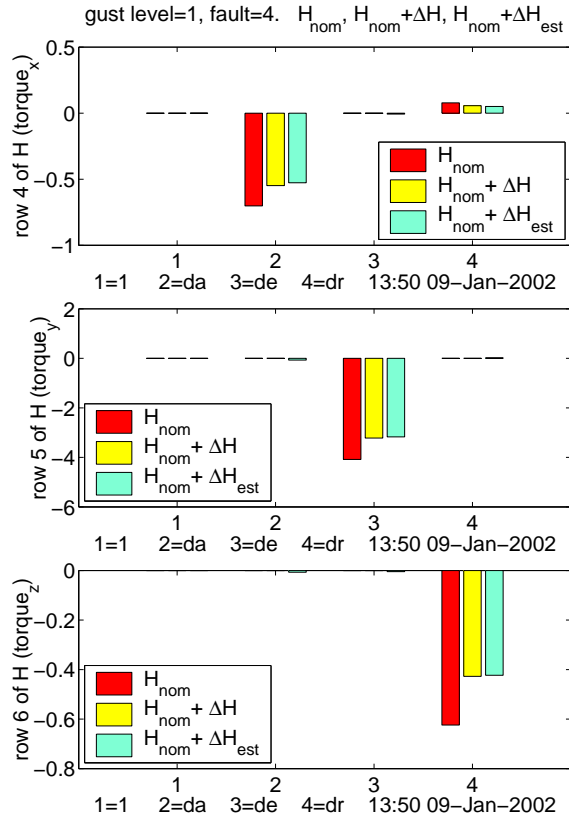 gust level=1, fault=4. H_nom, H_nom+ΔH, H_nom+ΔH_est
row 4 of H (torque_x)
0.5
0
−0.5
−1
H_nom
H_nom+ ΔH
H_nom+ ΔH_est
1 2 3 4
1=1 2=da 3=de 4=dr 13:50 09−Jan−2002
row 5 of H (torque_y)
2
0
−2
−4
−6
H_nom
H_nom+ ΔH
H_nom+ ΔH_est
1 2 3 4
1=1 2=da 3=de 4=dr 13:50 09−Jan−2002
row 6 of H (torque_z)
0
−0.2
−0.4
−0.6
−0.8
H_nom
H_nom+ ΔH
H_nom+ ΔH_est
1 2 3 4
1=1 2=da 3=de 4=dr 13:50 09−Jan−2002